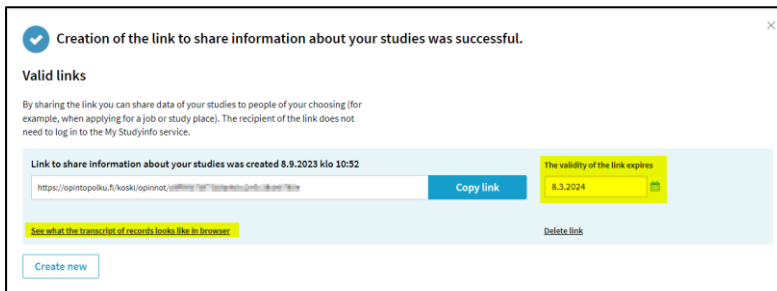 Creation of the link to share information about your studies was successful.
Valid links
By sharing the link you can share data of your studies to people of your choosing (for
example, when applying for a job or study place). The recipient of the link does not
need to log in to the My Studyinfo service.
Link to share information about your studies was created 8.9.2023 klo 10:52
The validity of the link expires
https://opintopolku.fi/koski/opinnot/
Copy link
8.3.2024
See what the transcript of records looks like in browser
Delete link
Create new